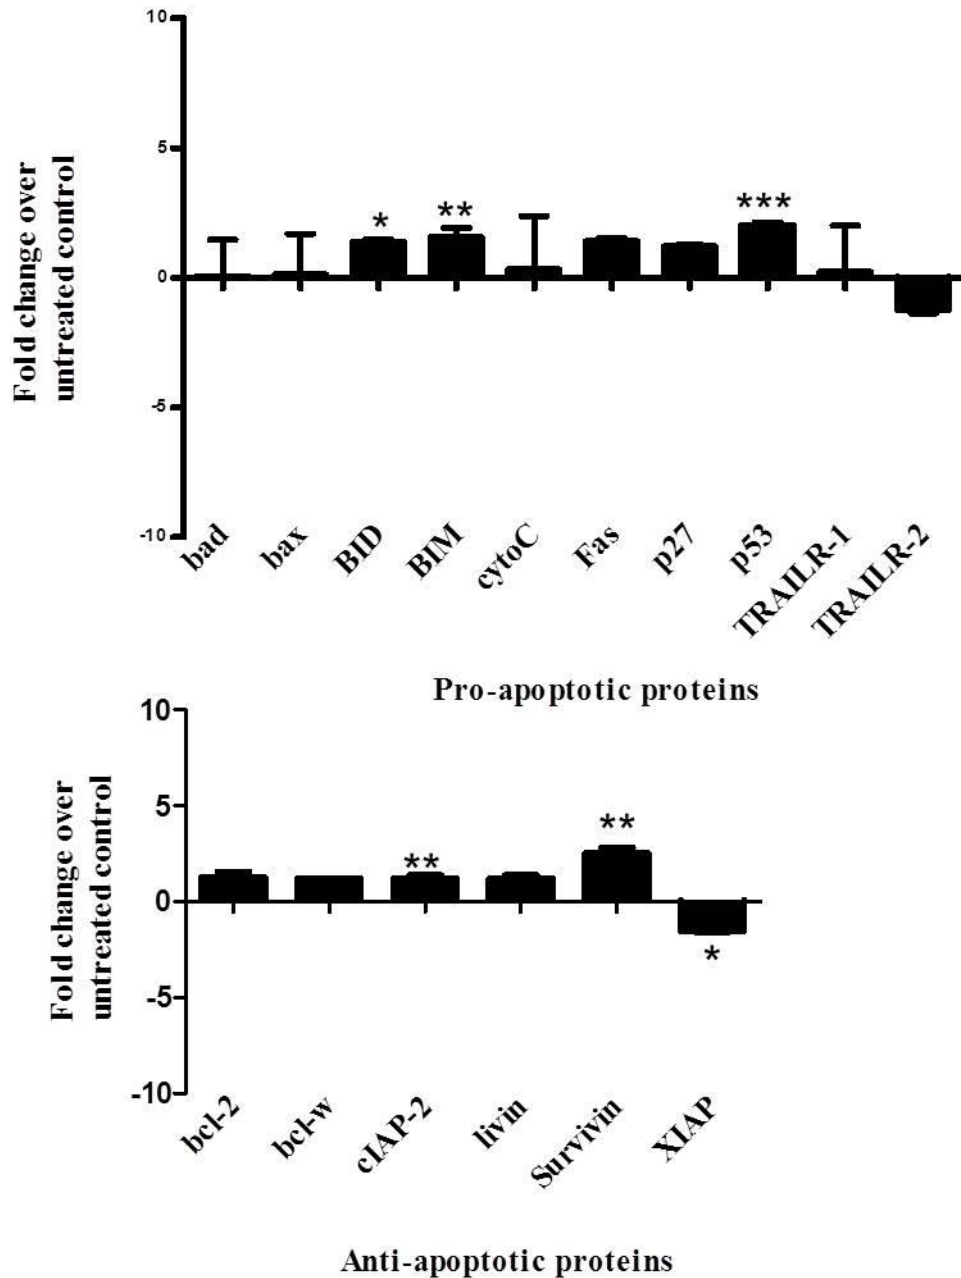 Fold change over
untreated control
10
5
0
-5
-10
*
**
***
bad
bax
BID
BIM
cytoC
Fas
p27
p53
TRAILR-1
TRAILR-2
Pro-apoptotic proteins
Fold change over
untreated control
10
5
0
-5
-10
**
**
*
bcl-2
bcl-w
cIAP-2
livin
Survivin
XIAP
Anti-apoptotic proteins